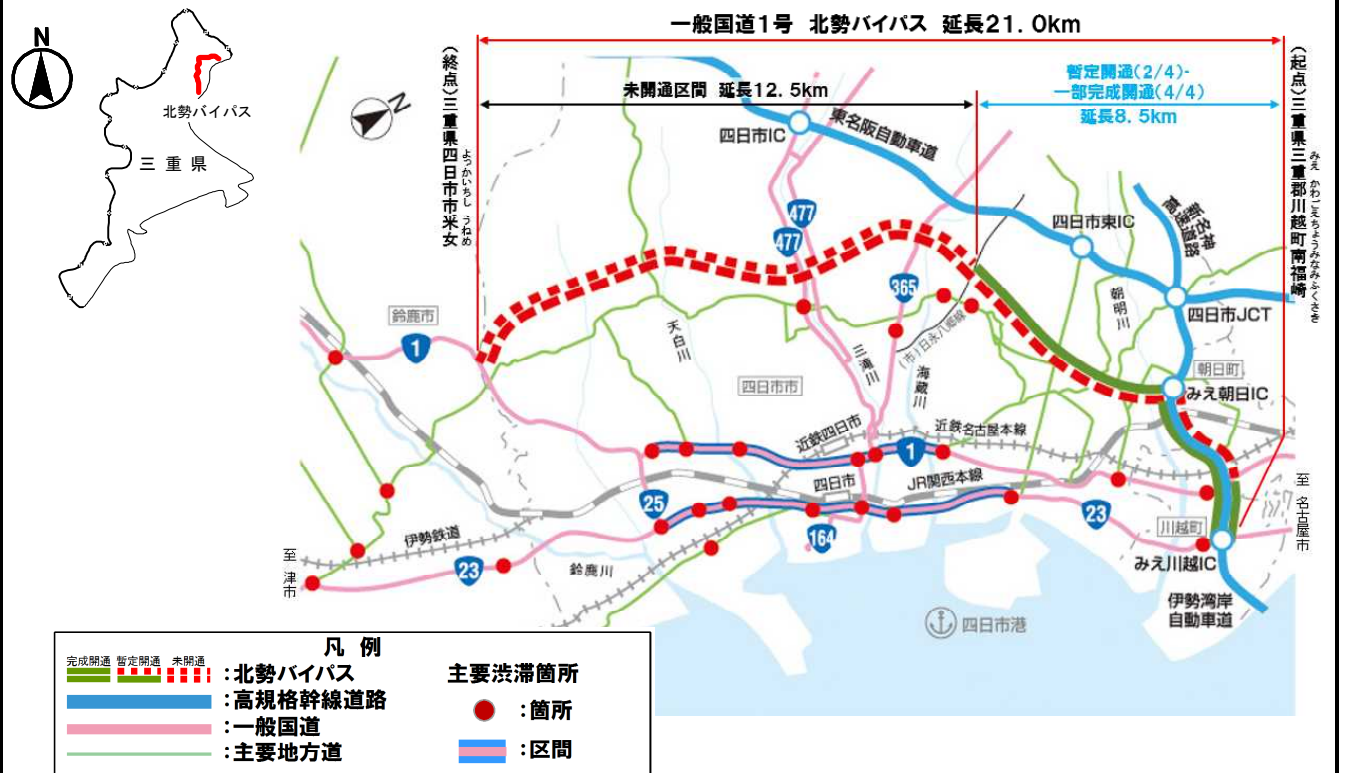 一般国道1号 北勢バイパス 延長21.0km
N
北勢バイパス
三重県
(終点)三重県四日市市采女
よっかいちし うねめ
(起点)三重県三重郡川越町南福崎
みえ かわごえちょうみなみふくさき
未開通区間 延長12.5km
暫定開通(2/4)-
一部完成開通(4/4)
延長8.5km
N
四日市IC
東名阪自動車道
四日市東IC
新名神
高速道路
四日市JCT
朝明川
477
477
365
鈴鹿市
1
天白川
三滝川
(市)日永八郷線
海蔵川
四日市市
朝日町
みえ朝日IC
近鉄四日市
近鉄名古屋本線
1
四日市
JR関西本線
25
23
164
伊勢鉄道
至 津市
23
鈴鹿川
川越町
至 名古屋市
みえ川越IC
伊勢湾岸
自動車道
四日市港
凡 例
完成開通 暫定開通 未開通
:北勢バイパス
:高規格幹線道路
:一般国道
:主要地方道
主要渋滞箇所
:箇所
:区間